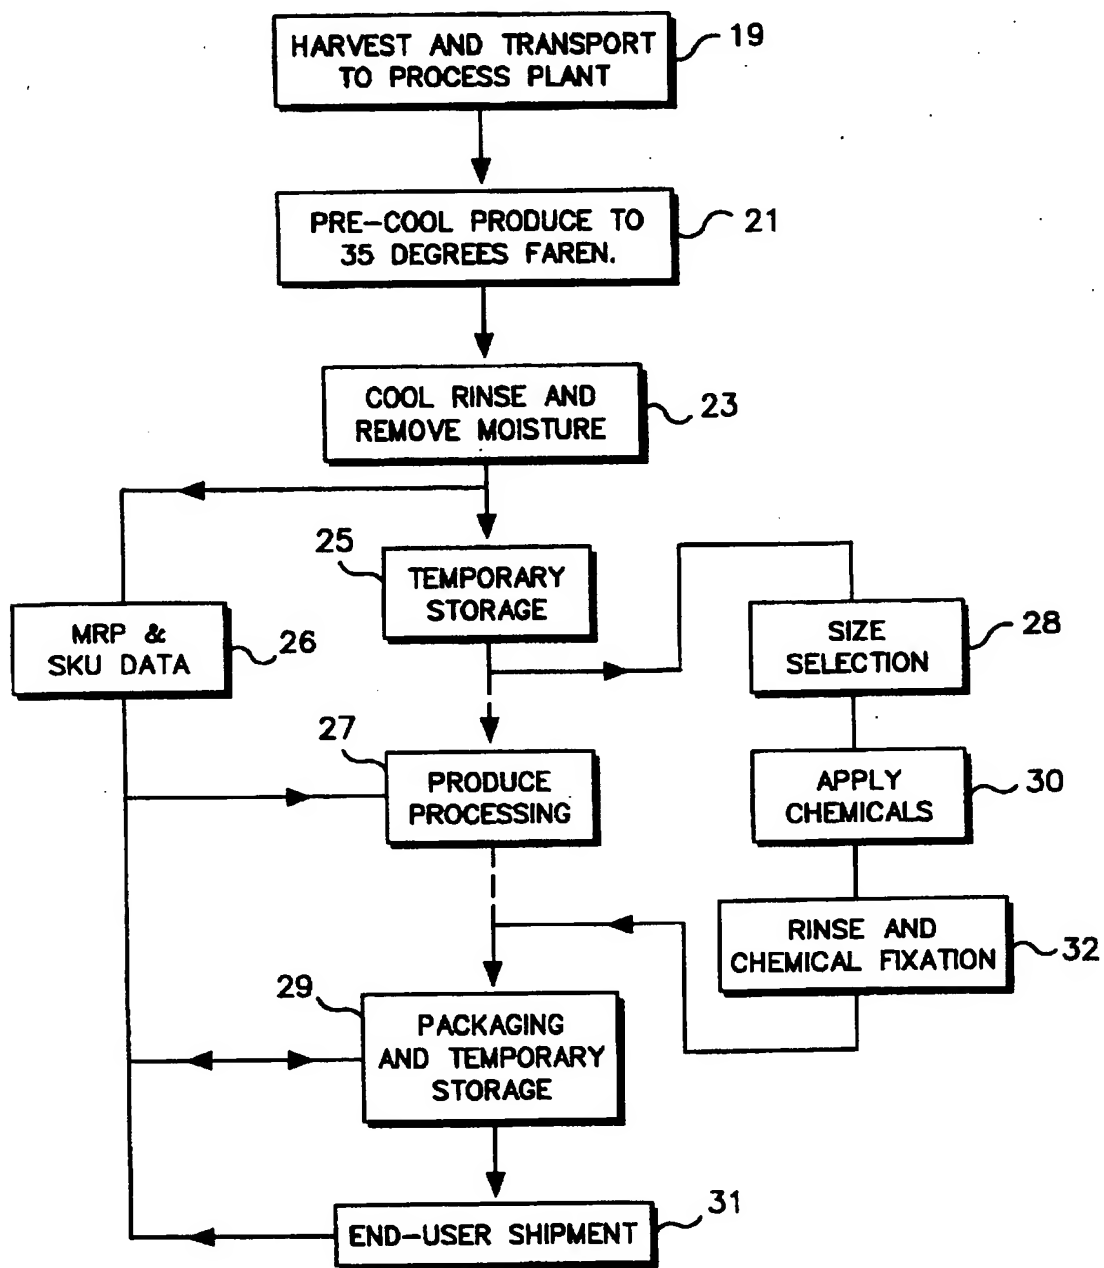 HARVEST AND TRANSPORT
TO PROCESS PLANT
19
PRE-COOL PRODUCE TO
35 DEGREES FAREN.
21
COOL RINSE AND
REMOVE MOISTURE
23
25
TEMPORARY
STORAGE
MRP &
SKU DATA
26
SIZE
SELECTION
28
27
PRODUCE
PROCESSING
APPLY
CHEMICALS
30
RINSE AND
CHEMICAL FIXATION
32
29
PACKAGING
AND TEMPORARY
STORAGE
END-USER SHIPMENT
31